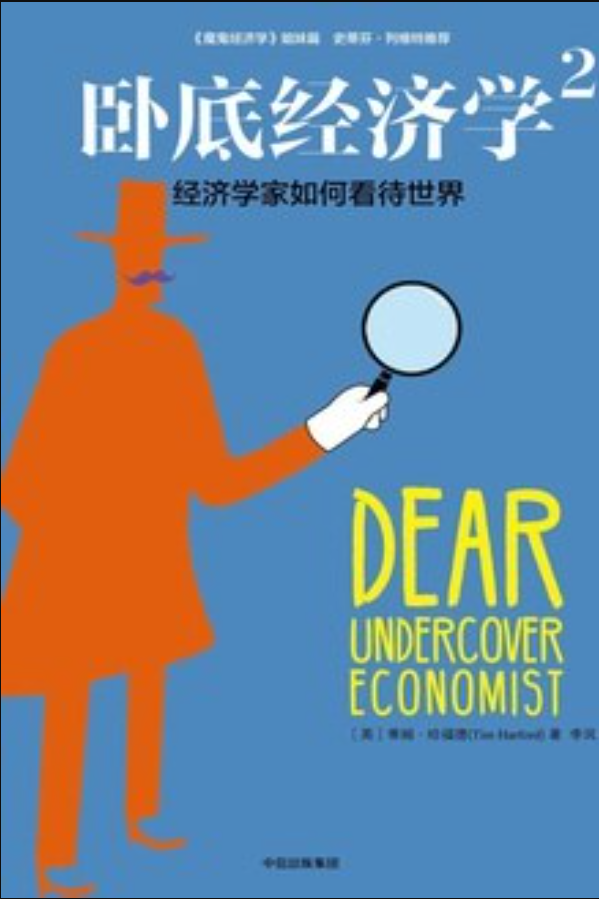 《魔鬼经济学》姐妹篇 史蒂芬·列维特推荐
卧底经济学2
经济学家如何看待世界
DEAR
UNDERCOVER
ECONOMIST
[英]蒂姆·哈福德(Tim Harford) 著 李
中信出版集团